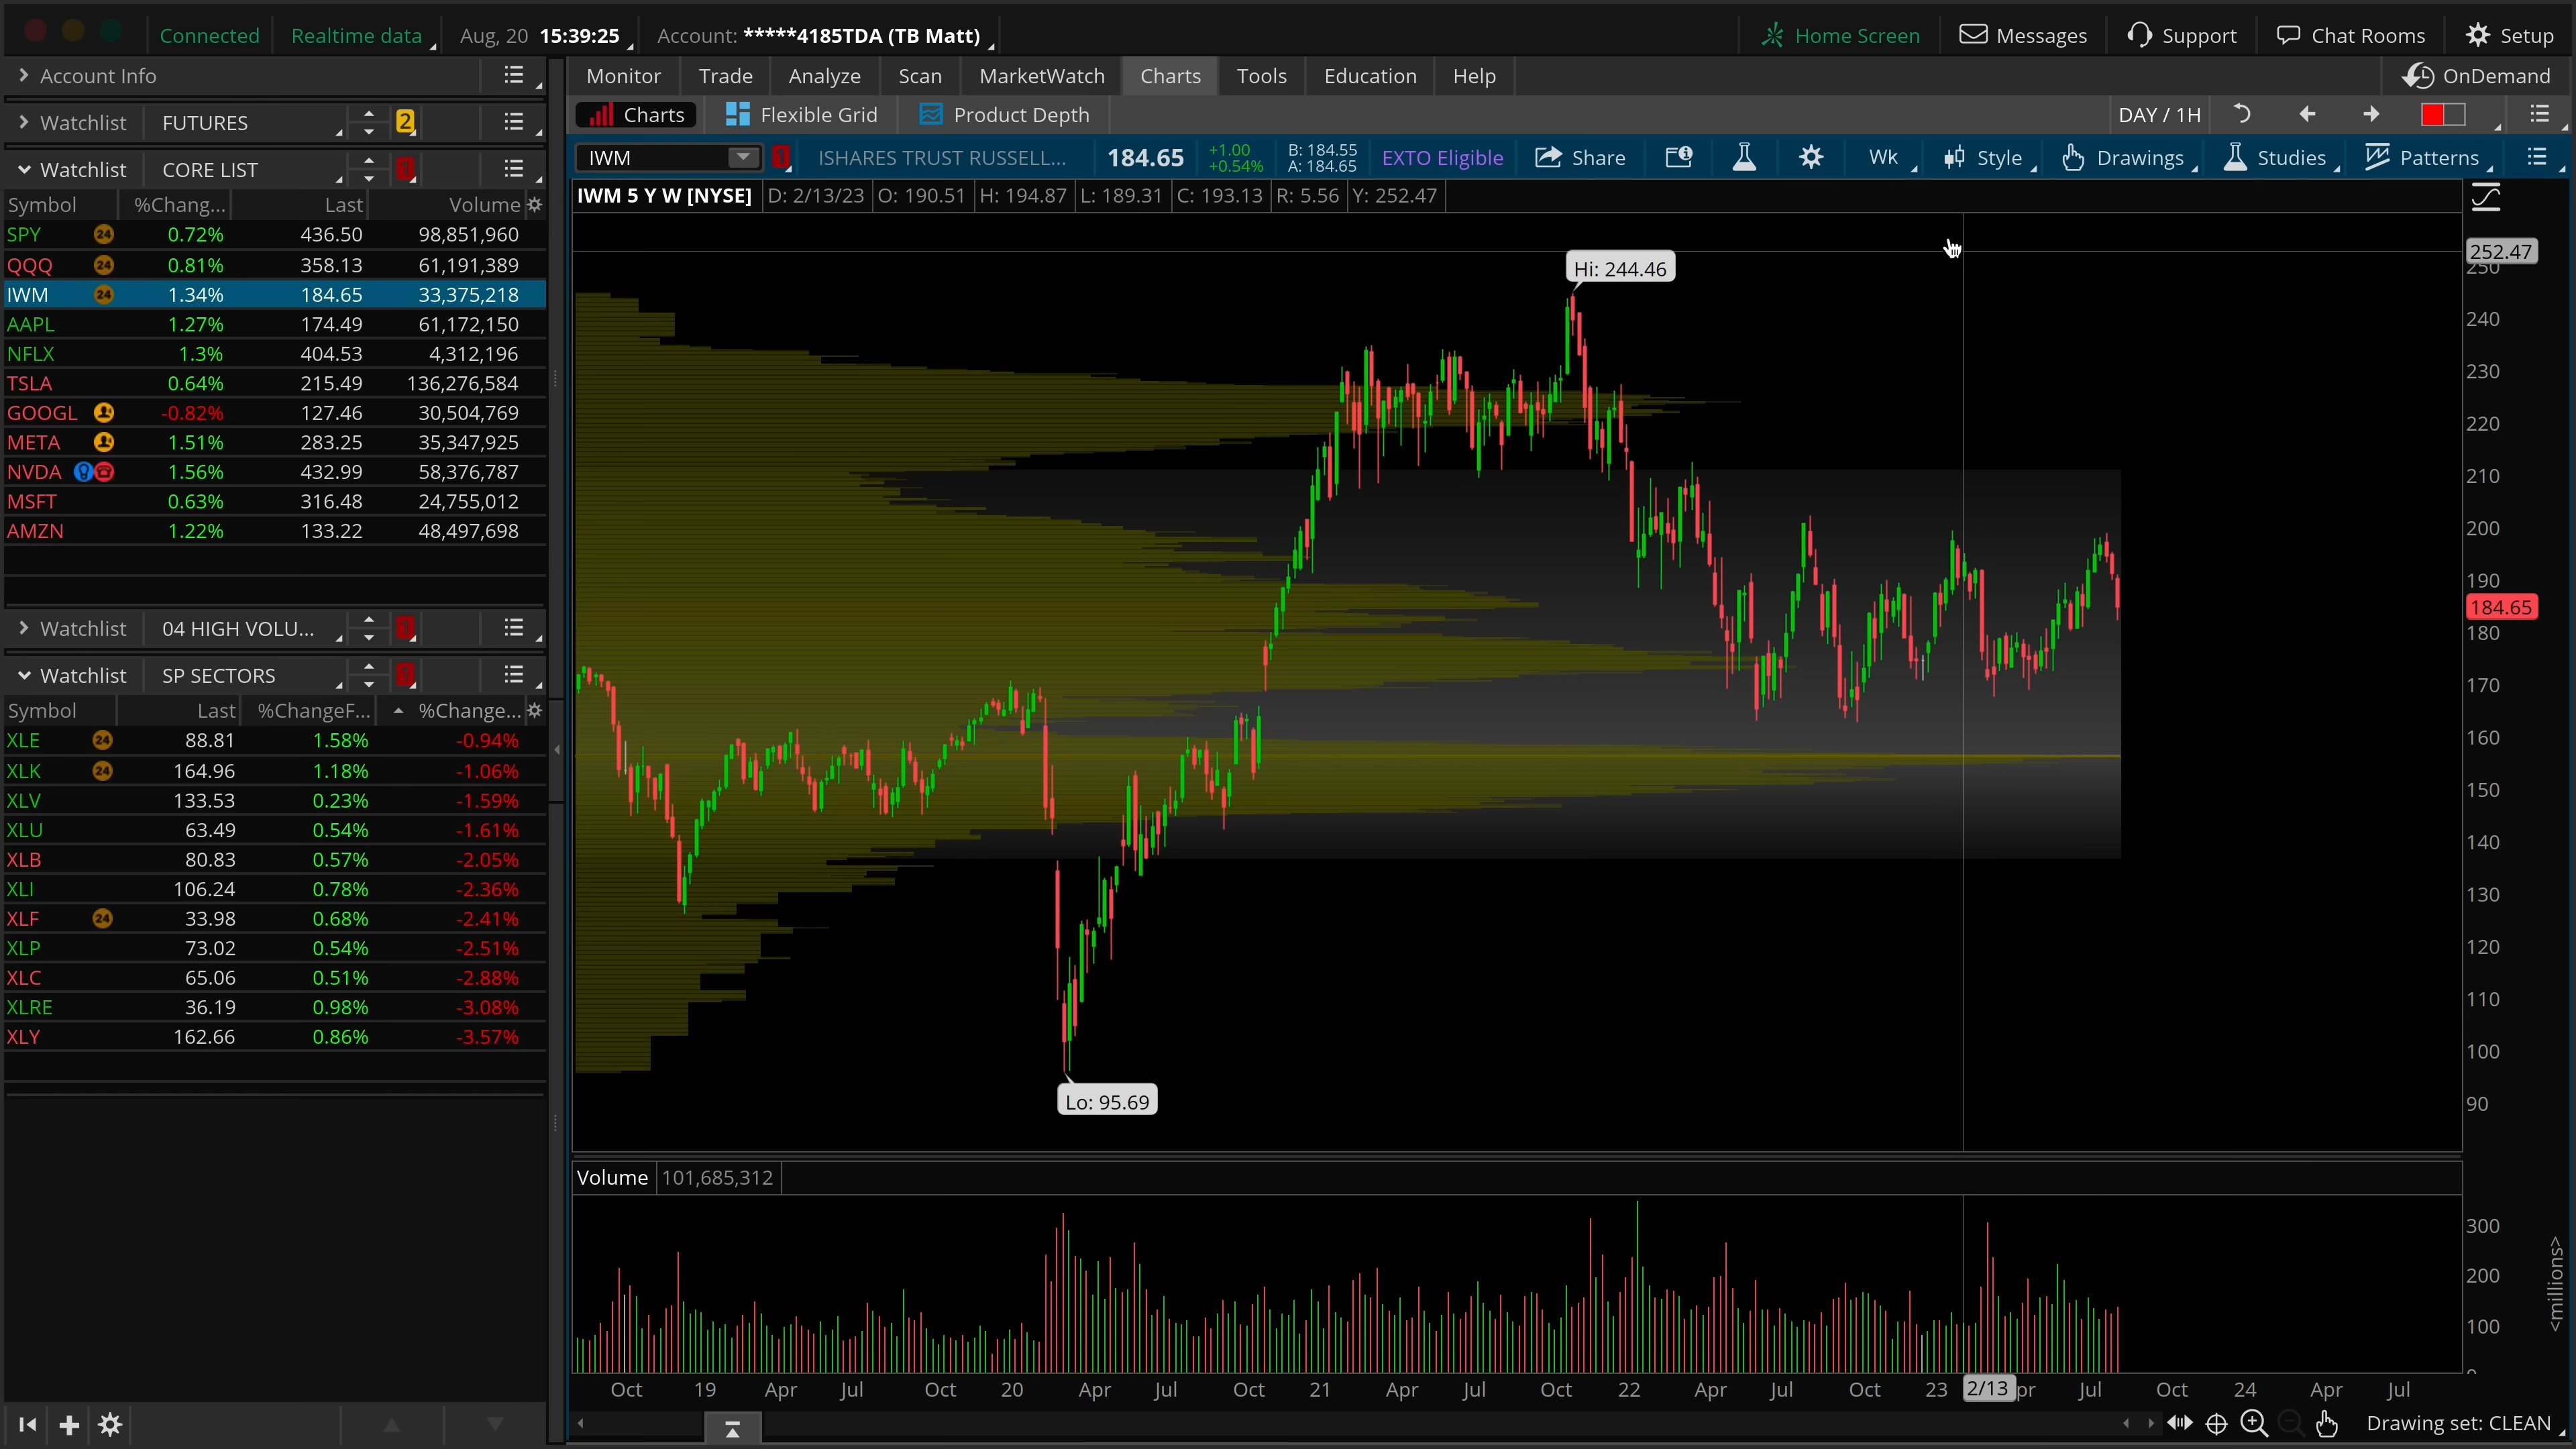 Connected Realtime data Aug, 20 15:39:25 Account: *****4185TDA (TB Matt) Home Screen Messages Support Chat Rooms Setup
Account Info
Monitor Trade Analyze Scan MarketWatch Charts Tools Education Help OnDemand
Watchlist FUTURES 2
Charts Flexible Grid Product Depth DAY / 1H
Watchlist CORE LIST 1
IWM 1 ISHARES TRUST RUSSELL... 184.65 +1.00 B: 184.55 EXTO Eligible Share Wk Style Drawings Studies Patterns
+0.54% A: 184.65
IWM 5 Y W [NYSE] D: 2/13/23 O: 190.51 H: 194.87 L: 189.31 C: 193.13 R: 5.56 Y: 252.47
Symbol %Chang... Last Volume
SPY 24 0.72% 436.50 98,851,960
QQQ 24 0.81% 358.13 61,191,389
IWM 24 1.34% 184.65 33,375,218
AAPL 1.27% 174.49 61,172,150
NFLX 1.3% 404.53 4,312,196
TSLA 0.64% 215.49 136,276,584
GOOGL -0.82% 127.46 30,504,769
META 1.51% 283.25 35,347,925
NVDA 1.56% 432.99 58,376,787
MSFT 0.63% 316.48 24,755,012
AMZN 1.22% 133.22 48,497,698
Watchlist 04 HIGH VOLU... 1
Watchlist SP SECTORS 1
Symbol Last %ChangeF... %Change...
XLE 24 88.81 1.58% -0.94%
XLK 24 164.96 1.18% -1.06%
XLV 133.53 0.23% -1.59%
XLU 63.49 0.54% -1.61%
XLB 80.83 0.57% -2.05%
XLI 106.24 0.78% -2.36%
XLF 24 33.98 0.68% -2.41%
XLP 73.02 0.54% -2.51%
XLC 65.06 0.51% -2.88%
XLRE 36.19 0.98% -3.08%
XLY 162.66 0.86% -3.57%
Hi: 244.46
Lo: 95.69
252.47
250
240
230
220
210
200
190
184.65
180
170
160
150
140
130
120
110
100
90
Volume 101,685,312
300
200
100
0
<millions>
Oct 19 Apr Jul Oct 20 Apr Jul Oct 21 Apr Jul Oct 22 Apr Jul Oct 23 2/13 pr Jul Oct 24 Apr Jul
Drawing set: CLEAN